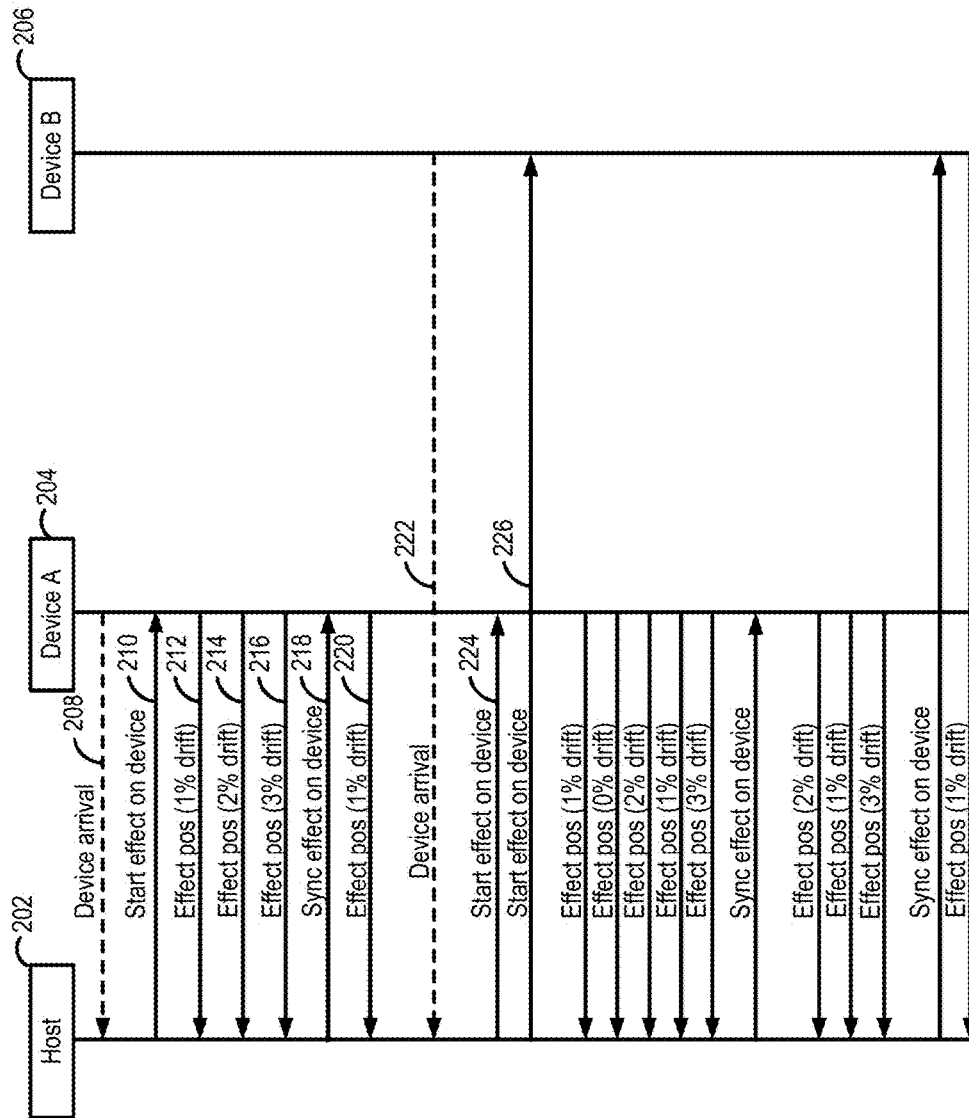 Host
202
Device A
204
Device B
206
Device arrival
208
Start effect on device
210
Effect pos (1% drift)
212
Effect pos (2% drift)
214
Effect pos (3% drift)
216
Sync effect on device
218
Effect pos (1% drift)
220
Device arrival
222
Start effect on device
224
Start effect on device
226
Effect pos (1% drift)
Effect pos (0% drift)
Effect pos (2% drift)
Effect pos (1% drift)
Effect pos (3% drift)
Sync effect on device
Effect pos (2% drift)
Effect pos (1% drift)
Effect pos (3% drift)
Sync effect on device
Effect pos (1% drift)